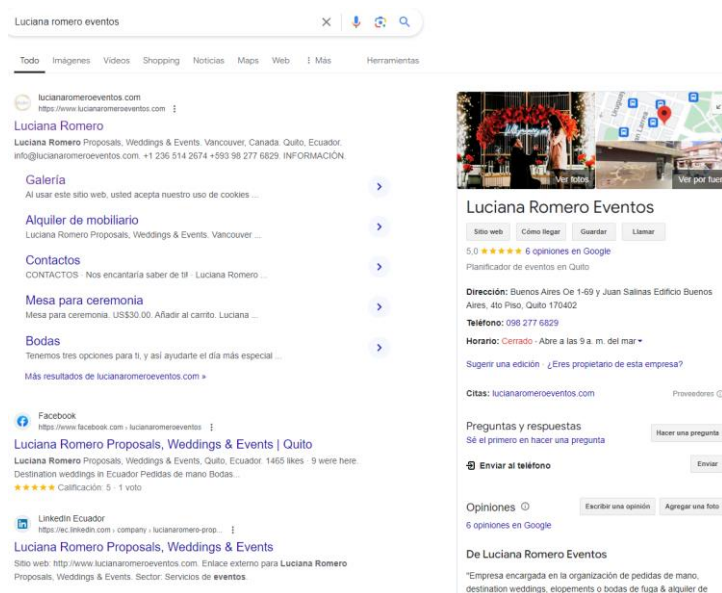 Luciana romero eventos
Todo Imágenes Videos Shopping Noticias Maps Web Más Herramientas
lucianaromeroeventos.com
https://www.lucianaromeroeventos.com
Luciana Romero
Luciana Romero Proposals, Weddings & Events. Vancouver, Canada. Quito, Ecuador.
info@lucianaromeroeventos.com. +1 236 514 2674 +593 98 277 6829. INFORMACIÓN.
Galería
Al usar este sitio web, usted acepta nuestro uso de cookies ...
Alquiler de mobiliario
Luciana Romero Proposals, Weddings & Events. Vancouver ...
Contactos
CONTACTOS · Nos encantaría saber de ti! · Luciana Romero ...
Mesa para ceremonia
Mesa para ceremonia. US$30.00. Añadir al carrito. Luciana ...
Bodas
Tenemos tres opciones para ti, y así ayudarte el día más especial ...
Más resultados de lucianaromeroeventos.com »
Facebook
https://www.facebook.com › lucianaromeroeventos
Luciana Romero Proposals, Weddings & Events | Quito
Luciana Romero Proposals, Weddings & Events, Quito, Ecuador. 1465 likes · 9 were here.
Destination weddings in Ecuador Pedidas de mano Bodas...
Calificación: 5 · 1 voto
LinkedIn Ecuador
https://ec.linkedin.com › company › lucianaromero-prop...
Luciana Romero Proposals, Weddings & Events
Sitio web: http://www.lucianaromeroeventos.com. Enlace externo para Luciana Romero
Proposals, Weddings & Events. Sector: Servicios de eventos.
Uruguay
Ver fotos
Ver por fuer
Luciana Romero Eventos
Sitio web Cómo llegar Guardar Llamar
5,0 6 opiniones en Google
Planificador de eventos en Quito
Dirección: Buenos Aires Oe 1-69 y Juan Salinas Edificio Buenos
Aires, 4to Piso, Quito 170402
Teléfono: 098 277 6829
Horario: Cerrado · Abre a las 9 a. m. del mar
Sugerir una edición · ¿Eres propietario de esta empresa?
Citas: lucianaromeroeventos.com Proveedores
Preguntas y respuestas
Sé el primero en hacer una pregunta
Hacer una pregunta
Enviar al teléfono Enviar
Opiniones Escribir una opinión Agregar una foto
6 opiniones en Google
De Luciana Romero Eventos
"Empresa encargada en la organización de pedidas de mano,
destination weddings, elopements o bodas de fuga & alquiler de